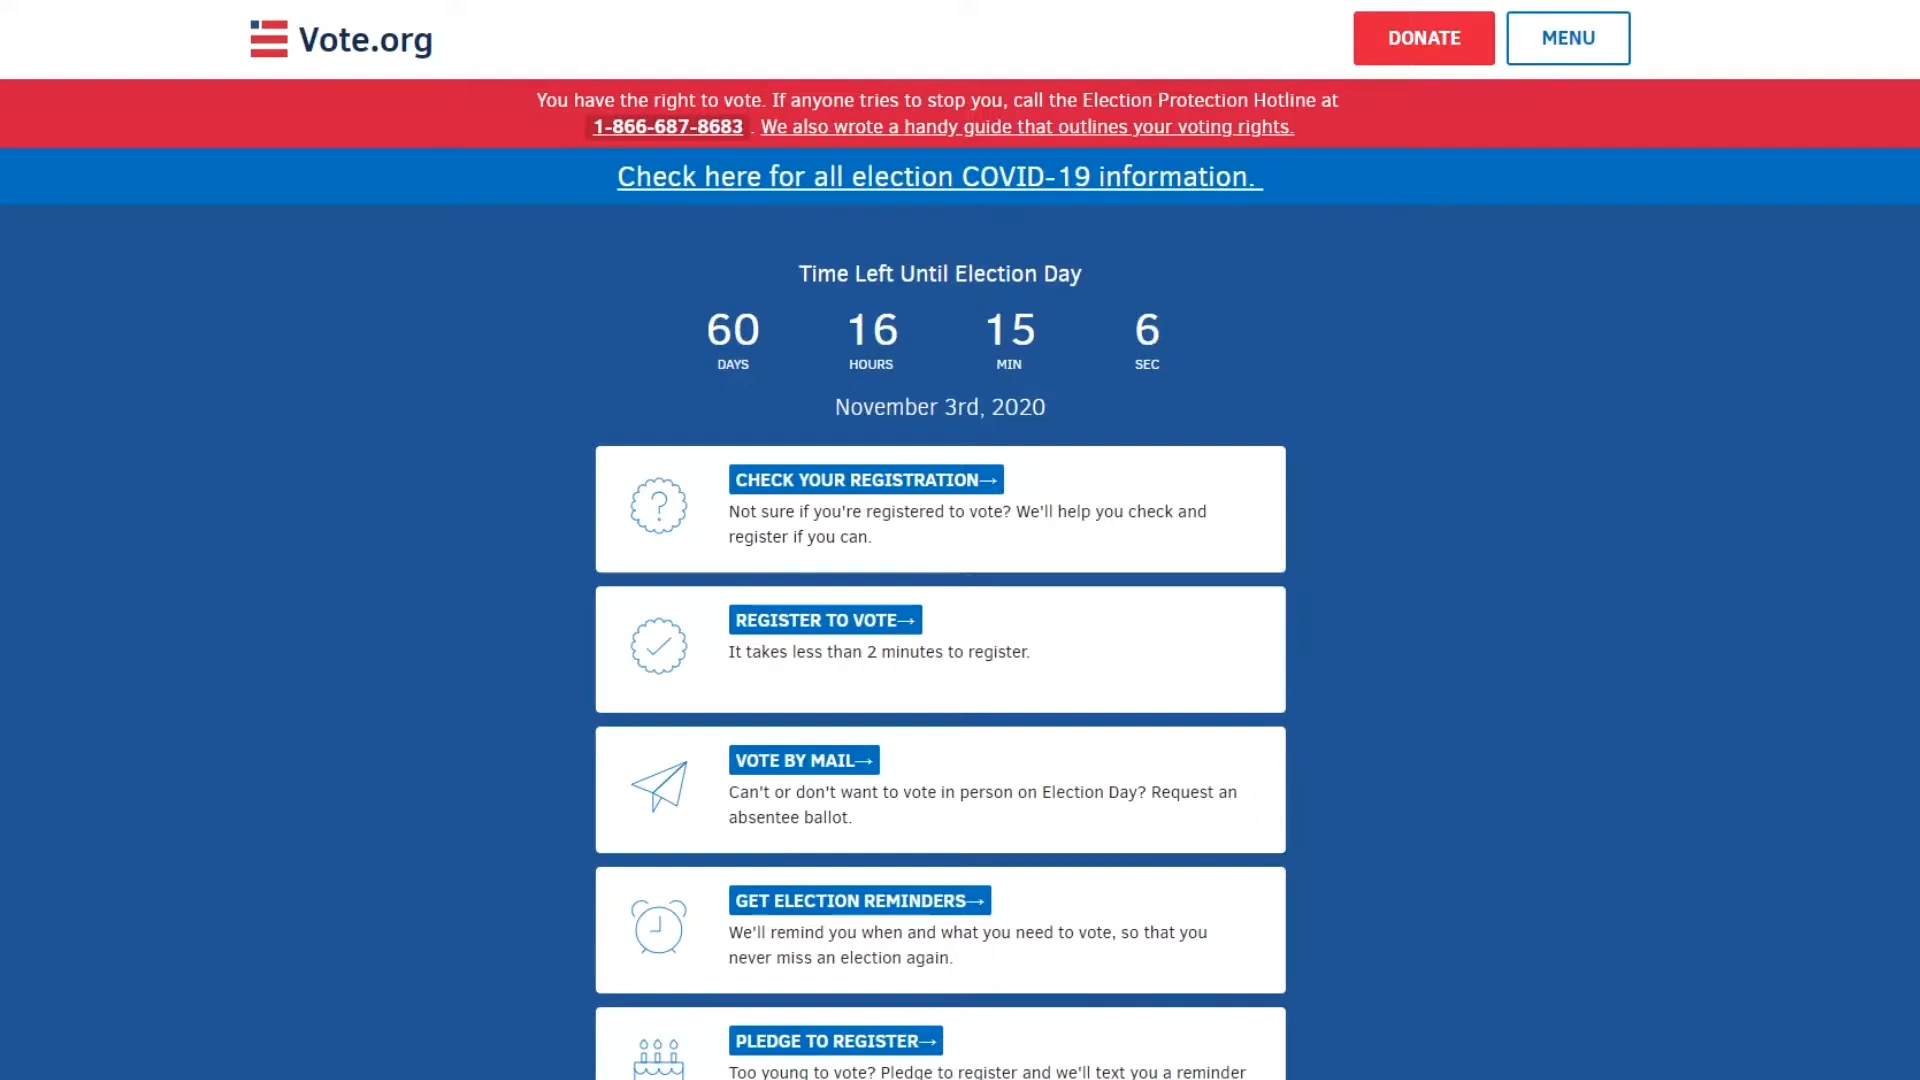 Vote.org
DONATE
MENU
You have the right to vote. If anyone tries to stop you, call the Election Protection Hotline at
1-866-687-8683 . We also wrote a handy guide that outlines your voting rights.
Check here for all election COVID-19 information.
Time Left Until Election Day
60 16 15 6
DAYS HOURS MIN SEC
November 3rd, 2020
CHECK YOUR REGISTRATION→
Not sure if you're registered to vote? We'll help you check and
register if you can.
REGISTER TO VOTE→
It takes less than 2 minutes to register.
VOTE BY MAIL→
Can't or don't want to vote in person on Election Day? Request an
absentee ballot.
GET ELECTION REMINDERS→
We'll remind you when and what you need to vote, so that you
never miss an election again.
PLEDGE TO REGISTER→
Too young to vote? Pledge to register and we'll text you a reminder